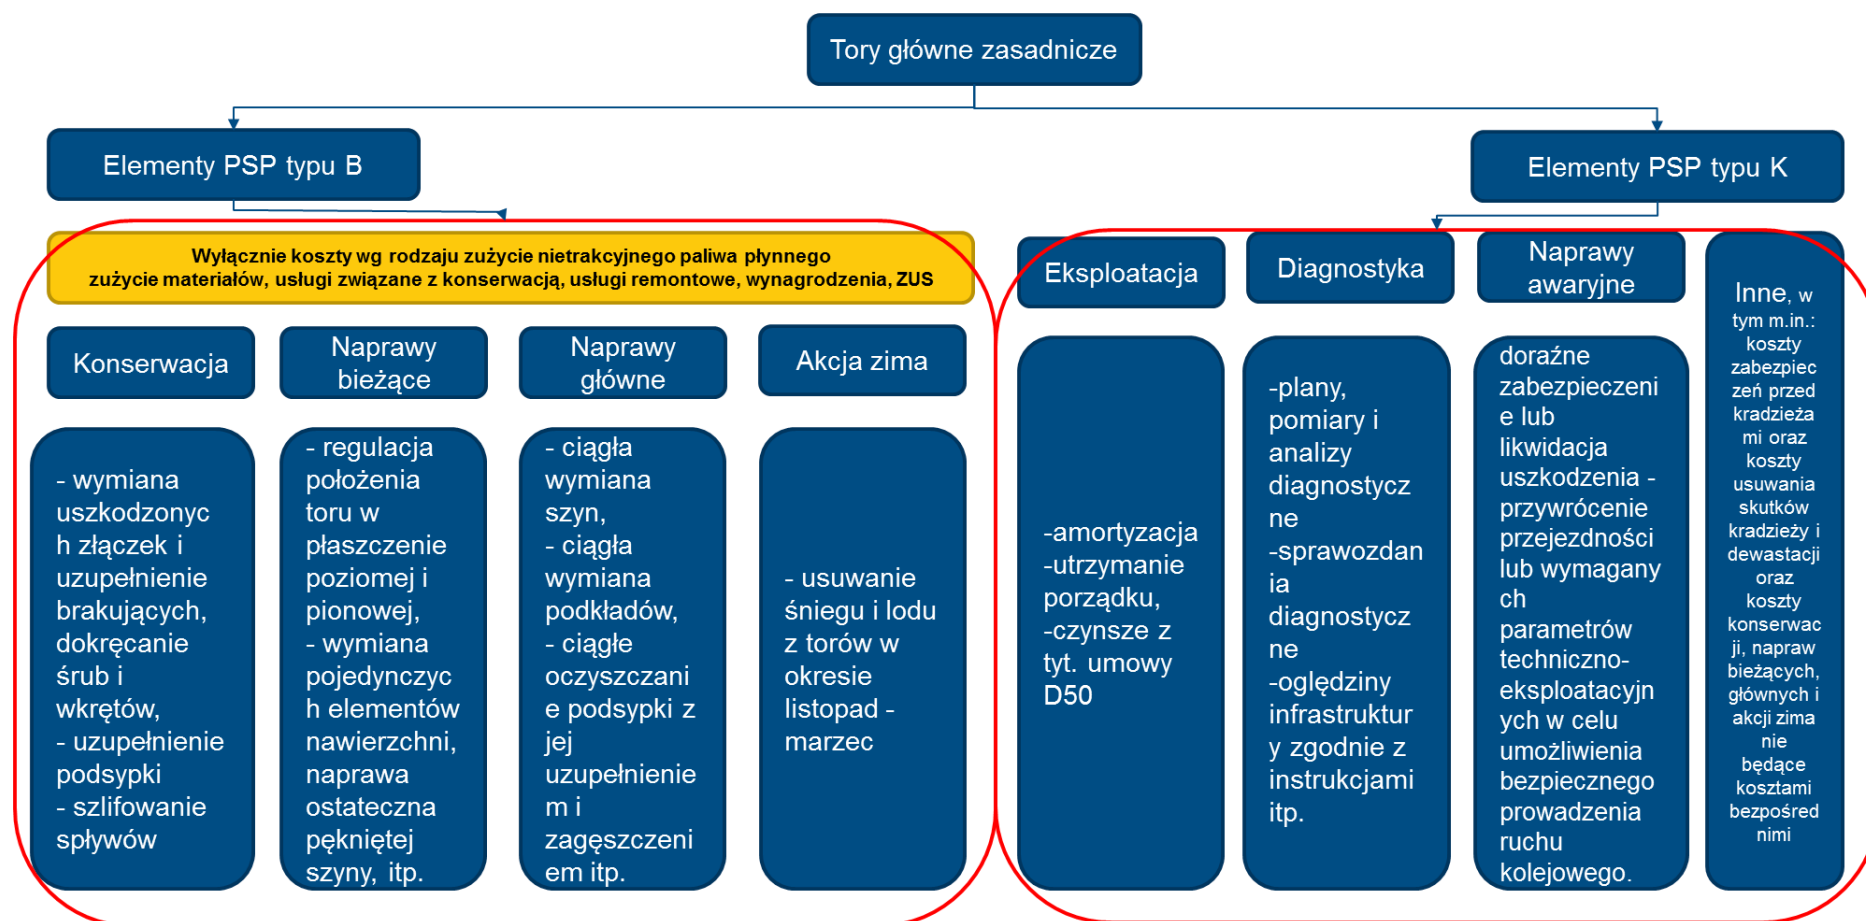 Tory główne zasadnicze
Elementy PSP typu B
Elementy PSP typu K
Wyłącznie koszty wg rodzaju zużycie nietrakcyjnego paliwa płynnego
zużycie materiałów, usługi związane z konserwacją, usługi remontowe, wynagrodzenia, ZUS
Konserwacja
- wymiana
uszkodzonyc
h złączek i
uzupełnienie
brakujących,
dokręcanie
śrub i
wkrętów,
- uzupełnienie
podsypki
- szlifowanie
spływów
Naprawy
bieżące
- regulacja
położenia
toru w
płaszczenie
poziomej i
pionowej,
- wymiana
pojedynczyc
h elementów
nawierzchni,
naprawa
ostateczna
pękniętej
szyny, itp.
Naprawy
główne
- ciągła
wymiana
szyn,
- ciągła
wymiana
podkładów,
- ciągłe
oczyszczani
e podsypki z
jej
uzupełnienie
m i
zagęszczeni
em itp.
Akcja zima
- usuwanie
śniegu i lodu
z torów w
okresie
listopad -
marzec
Eksploatacja
-amortyzacja
-utrzymanie
porządku,
-czynsze z
tyt. umowy
D50
Diagnostyka
-plany,
pomiary i
analizy
diagnostycz
ne
-sprawozda
nia
diagnostycz
ne
-oględziny
infrastruktur
y zgodnie z
instrukcjami
itp.
Naprawy
awaryjne
doraźne
zabezpieczeni
e lub
likwidacja
uszkodzenia -
przywrócenie
przejezdności
lub wymagany
ch
parametrów
techniczno-
eksploatacyjn
ych w celu
umożliwienia
bezpiecznego
prowadzenia
ruchu
kolejowego.
Inne, w
tym m.in.:
koszty
zabezpiec
zeń przed
kradzieża
mi oraz
koszty
usuwania
skutków
kradzieży i
dewastacji
oraz
koszty
konserwac
ji, napraw
bieżących,
głównych i
akcji zima
nie
będące
kosztami
bezpośred
nimi